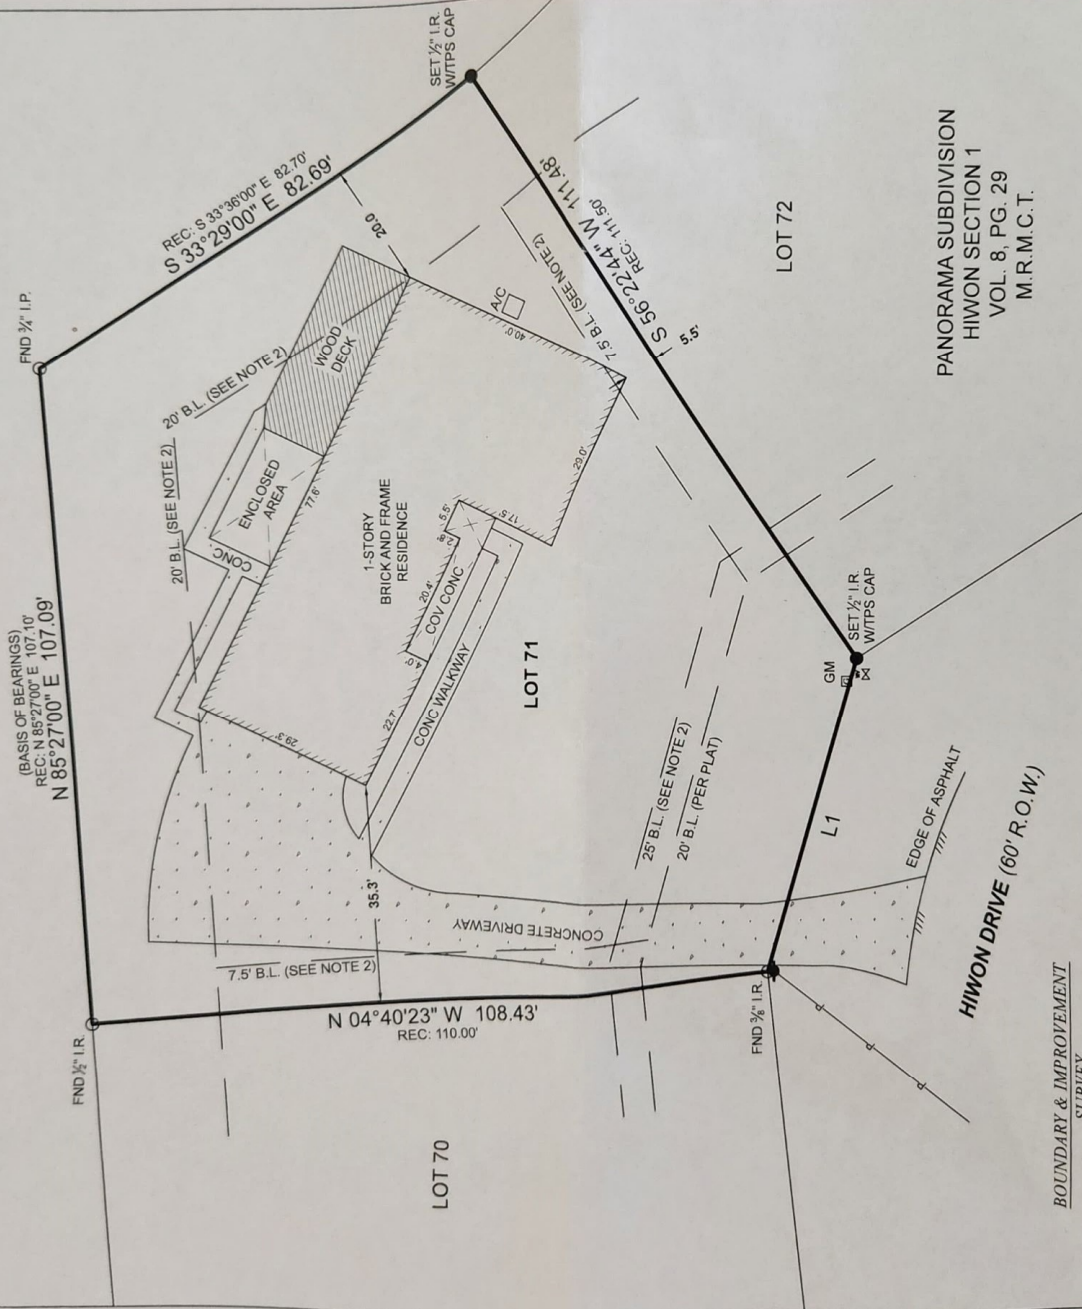 (BASIS OF BEARINGS)
REC: N 85°27'00" E 107.10'
N 85°27'00" E 107.09'
FND ½" I.R.
FND ¾" I.P.
REC: S 33°36'00" E 82.70'
S 33°29'00" E 82.69'
SET ½" I.R.
W/TPS CAP
20' B.L. (SEE NOTE 2)
20' B.L. (SEE NOTE 2)
20.0
WOOD
DECK
ENCLOSED
AREA
CONC
77.6'
A/C
40.0'
29.3'
1-STORY
BRICK AND FRAME
RESIDENCE
22.7'
4.0'
20.4'
5.5'
17.5'
29.0'
COV CONC
CONC WALKWAY
35.3'
7.5' B.L. (SEE NOTE 2)
7.5' B.L. (SEE NOTE 2)
N 04°40'23" W 108.43'
REC: 110.00'
S 56°22'44" W 111.48'
REC: 111.50'
5.5'
LOT 70
LOT 71
LOT 72
CONCRETE DRIVEWAY
25' B.L. (SEE NOTE 2)
20' B.L. (PER PLAT)
FND ⅜" I.R.
L1
GM
SET ½" I.R.
W/TPS CAP
EDGE OF ASPHALT
HIWON DRIVE (60' R.O.W.)
PANORAMA SUBDIVISION
HIWON SECTION 1
VOL. 8, PG. 29
M.R.M.C.T.
BOUNDARY & IMPROVEMENT
SURVEY